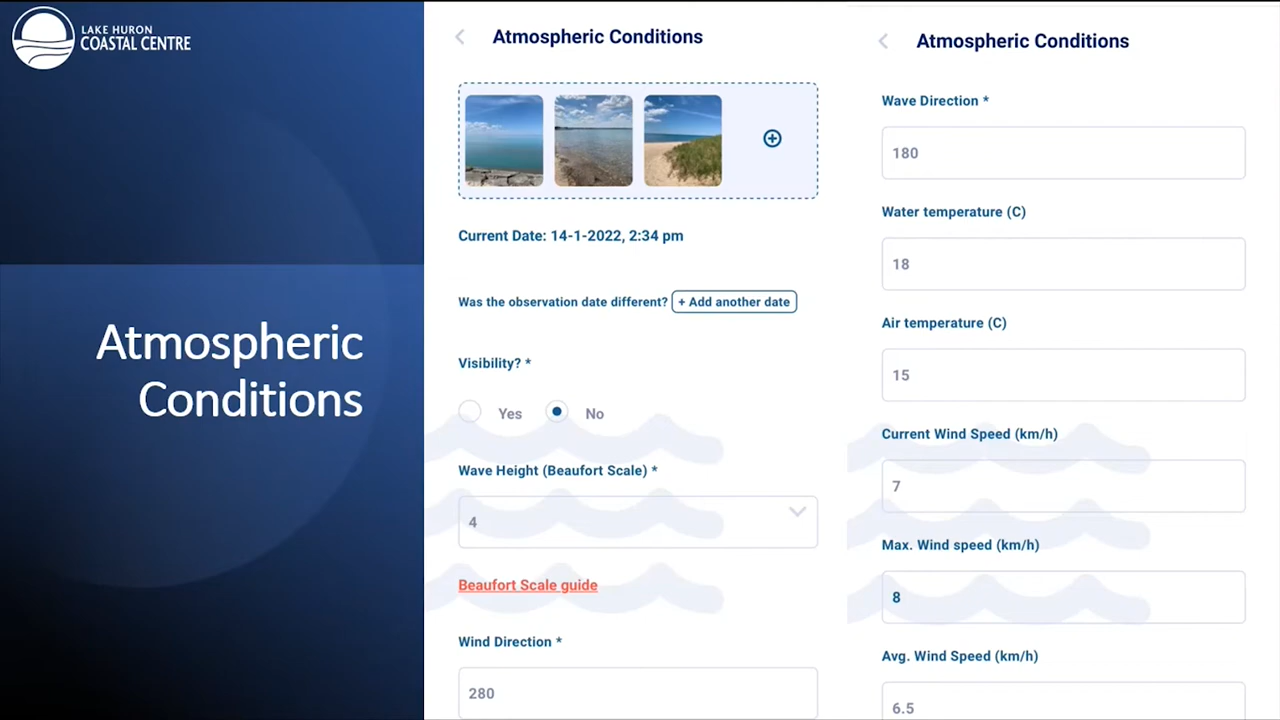 LAKE HURON
COASTAL CENTRE
Atmospheric
Conditions
Atmospheric Conditions
Current Date: 14-1-2022, 2:34 pm
Was the observation date different? + Add another date
Visibility? *
Yes No
Wave Height (Beaufort Scale) *
4
Beaufort Scale guide
Wind Direction *
280
Atmospheric Conditions
Wave Direction *
180
Water temperature (C)
18
Air temperature (C)
15
Current Wind Speed (km/h)
7
Max. Wind speed (km/h)
8
Avg. Wind Speed (km/h)
6.5